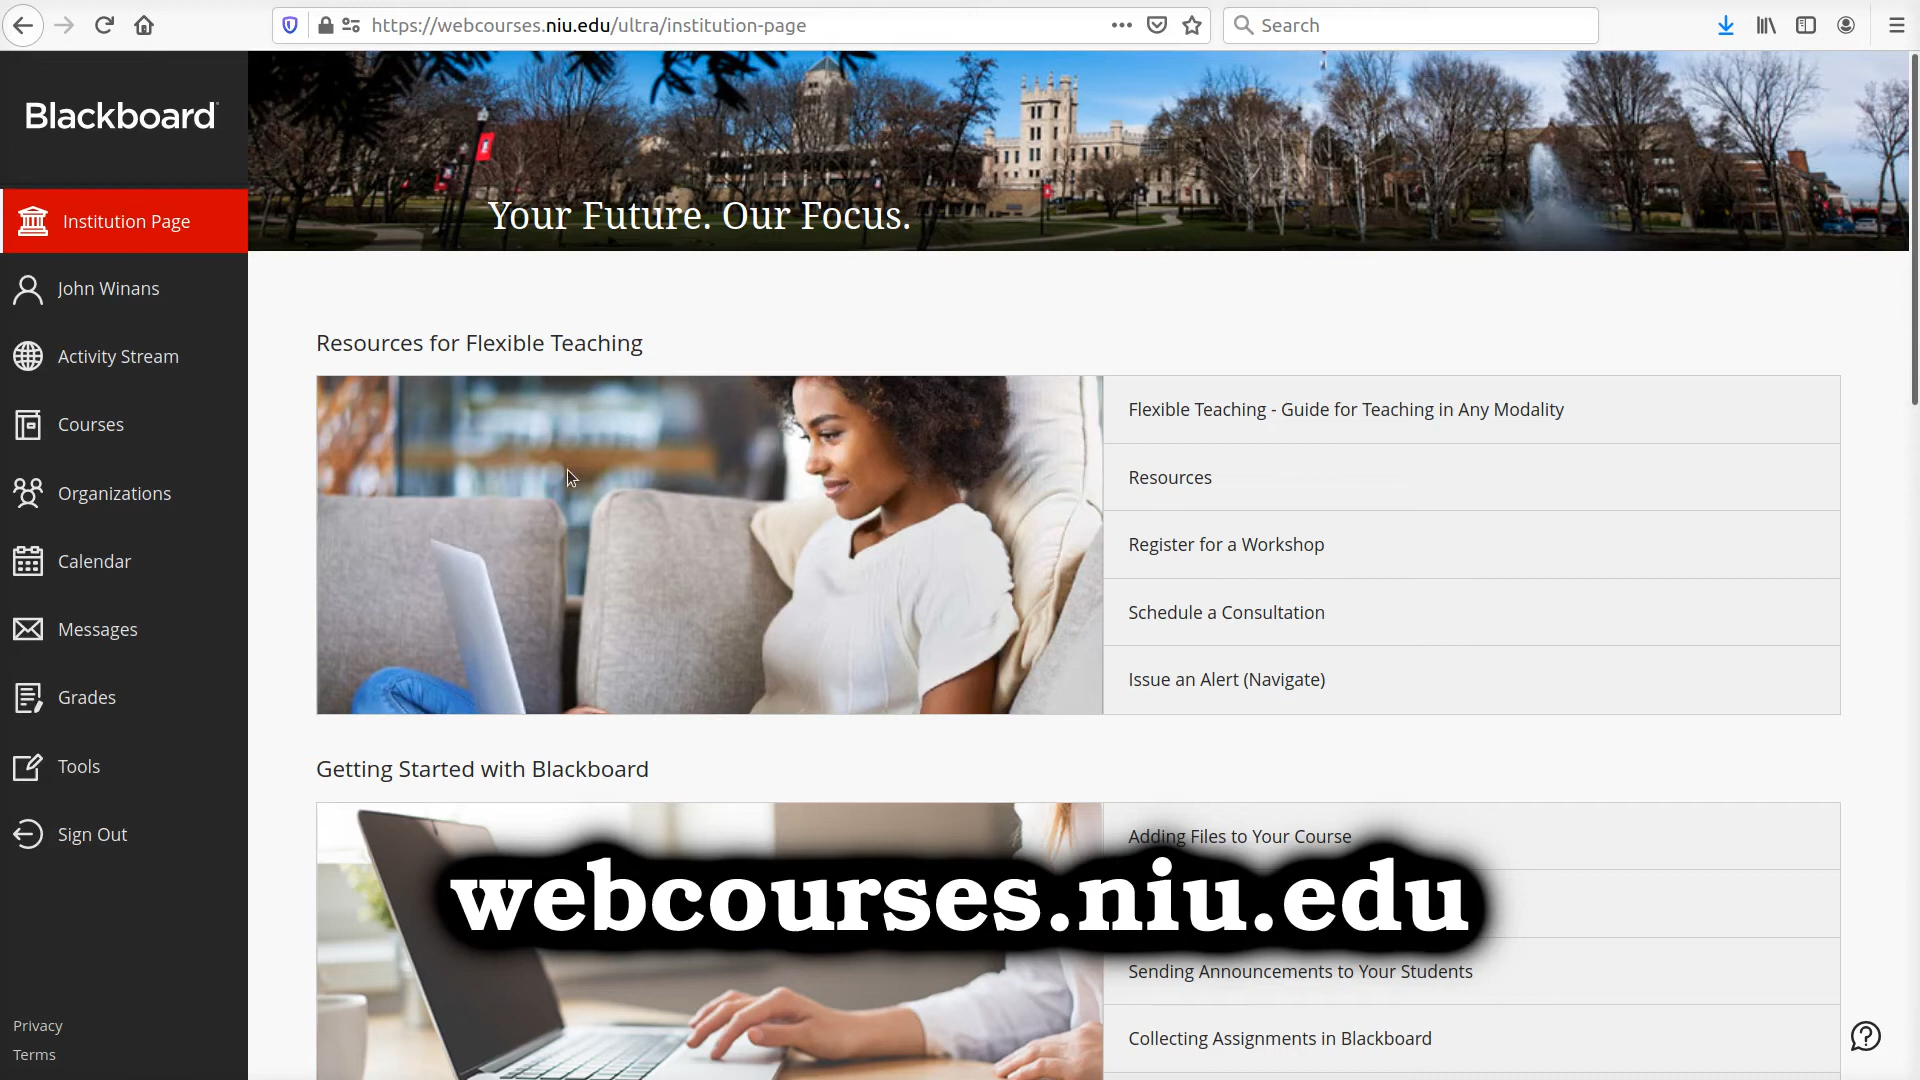 https://webcourses.niu.edu/ultra/institution-page
Search
Blackboard
Institution Page
John Winans
Activity Stream
Courses
Organizations
Calendar
Messages
Grades
Tools
Sign Out
Privacy
Terms
Your Future. Our Focus.
Resources for Flexible Teaching
Flexible Teaching - Guide for Teaching in Any Modality
Resources
Register for a Workshop
Schedule a Consultation
Issue an Alert (Navigate)
Getting Started with Blackboard
Adding Files to Your Course
webcourses.niu.edu
Sending Announcements to Your Students
Collecting Assignments in Blackboard